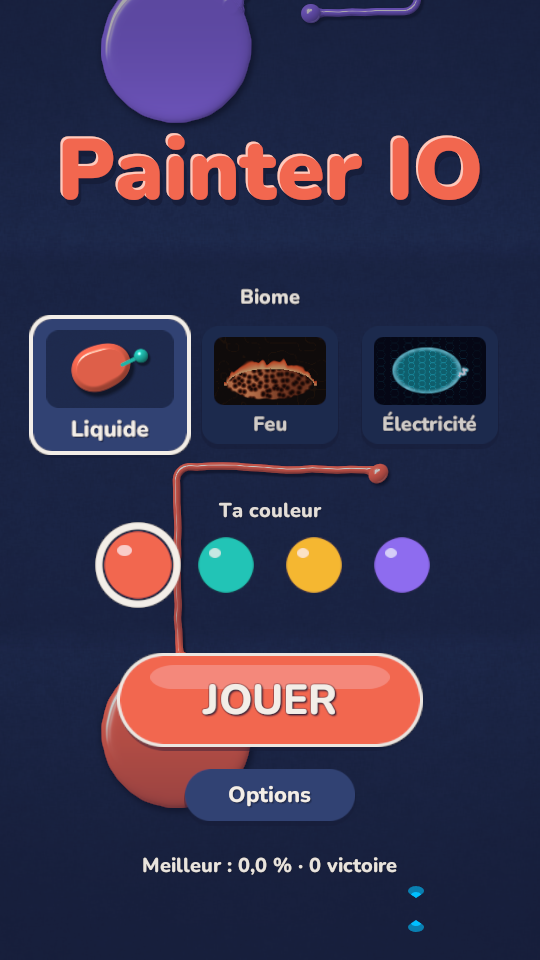 Painter IO
Biome
Liquide
Feu
Électricité
Ta couleur
JOUER
Options
Meilleur : 0,0 % · 0 victoire